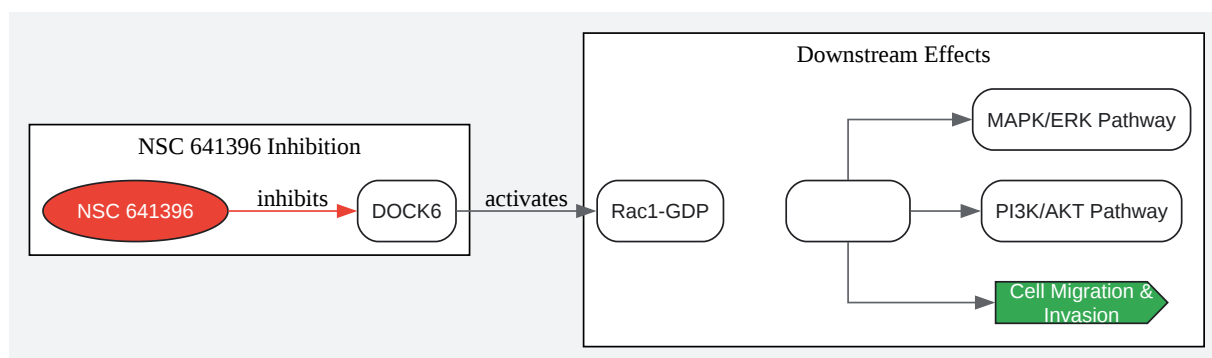 Downstream Effects
MAPK/ERK Pathway
NSC 641396 Inhibition
NSC 641396
inhibits
DOCK6
activates
Rac1-GDP
PI3K/AKT Pathway
Cell Migration &
Invasion